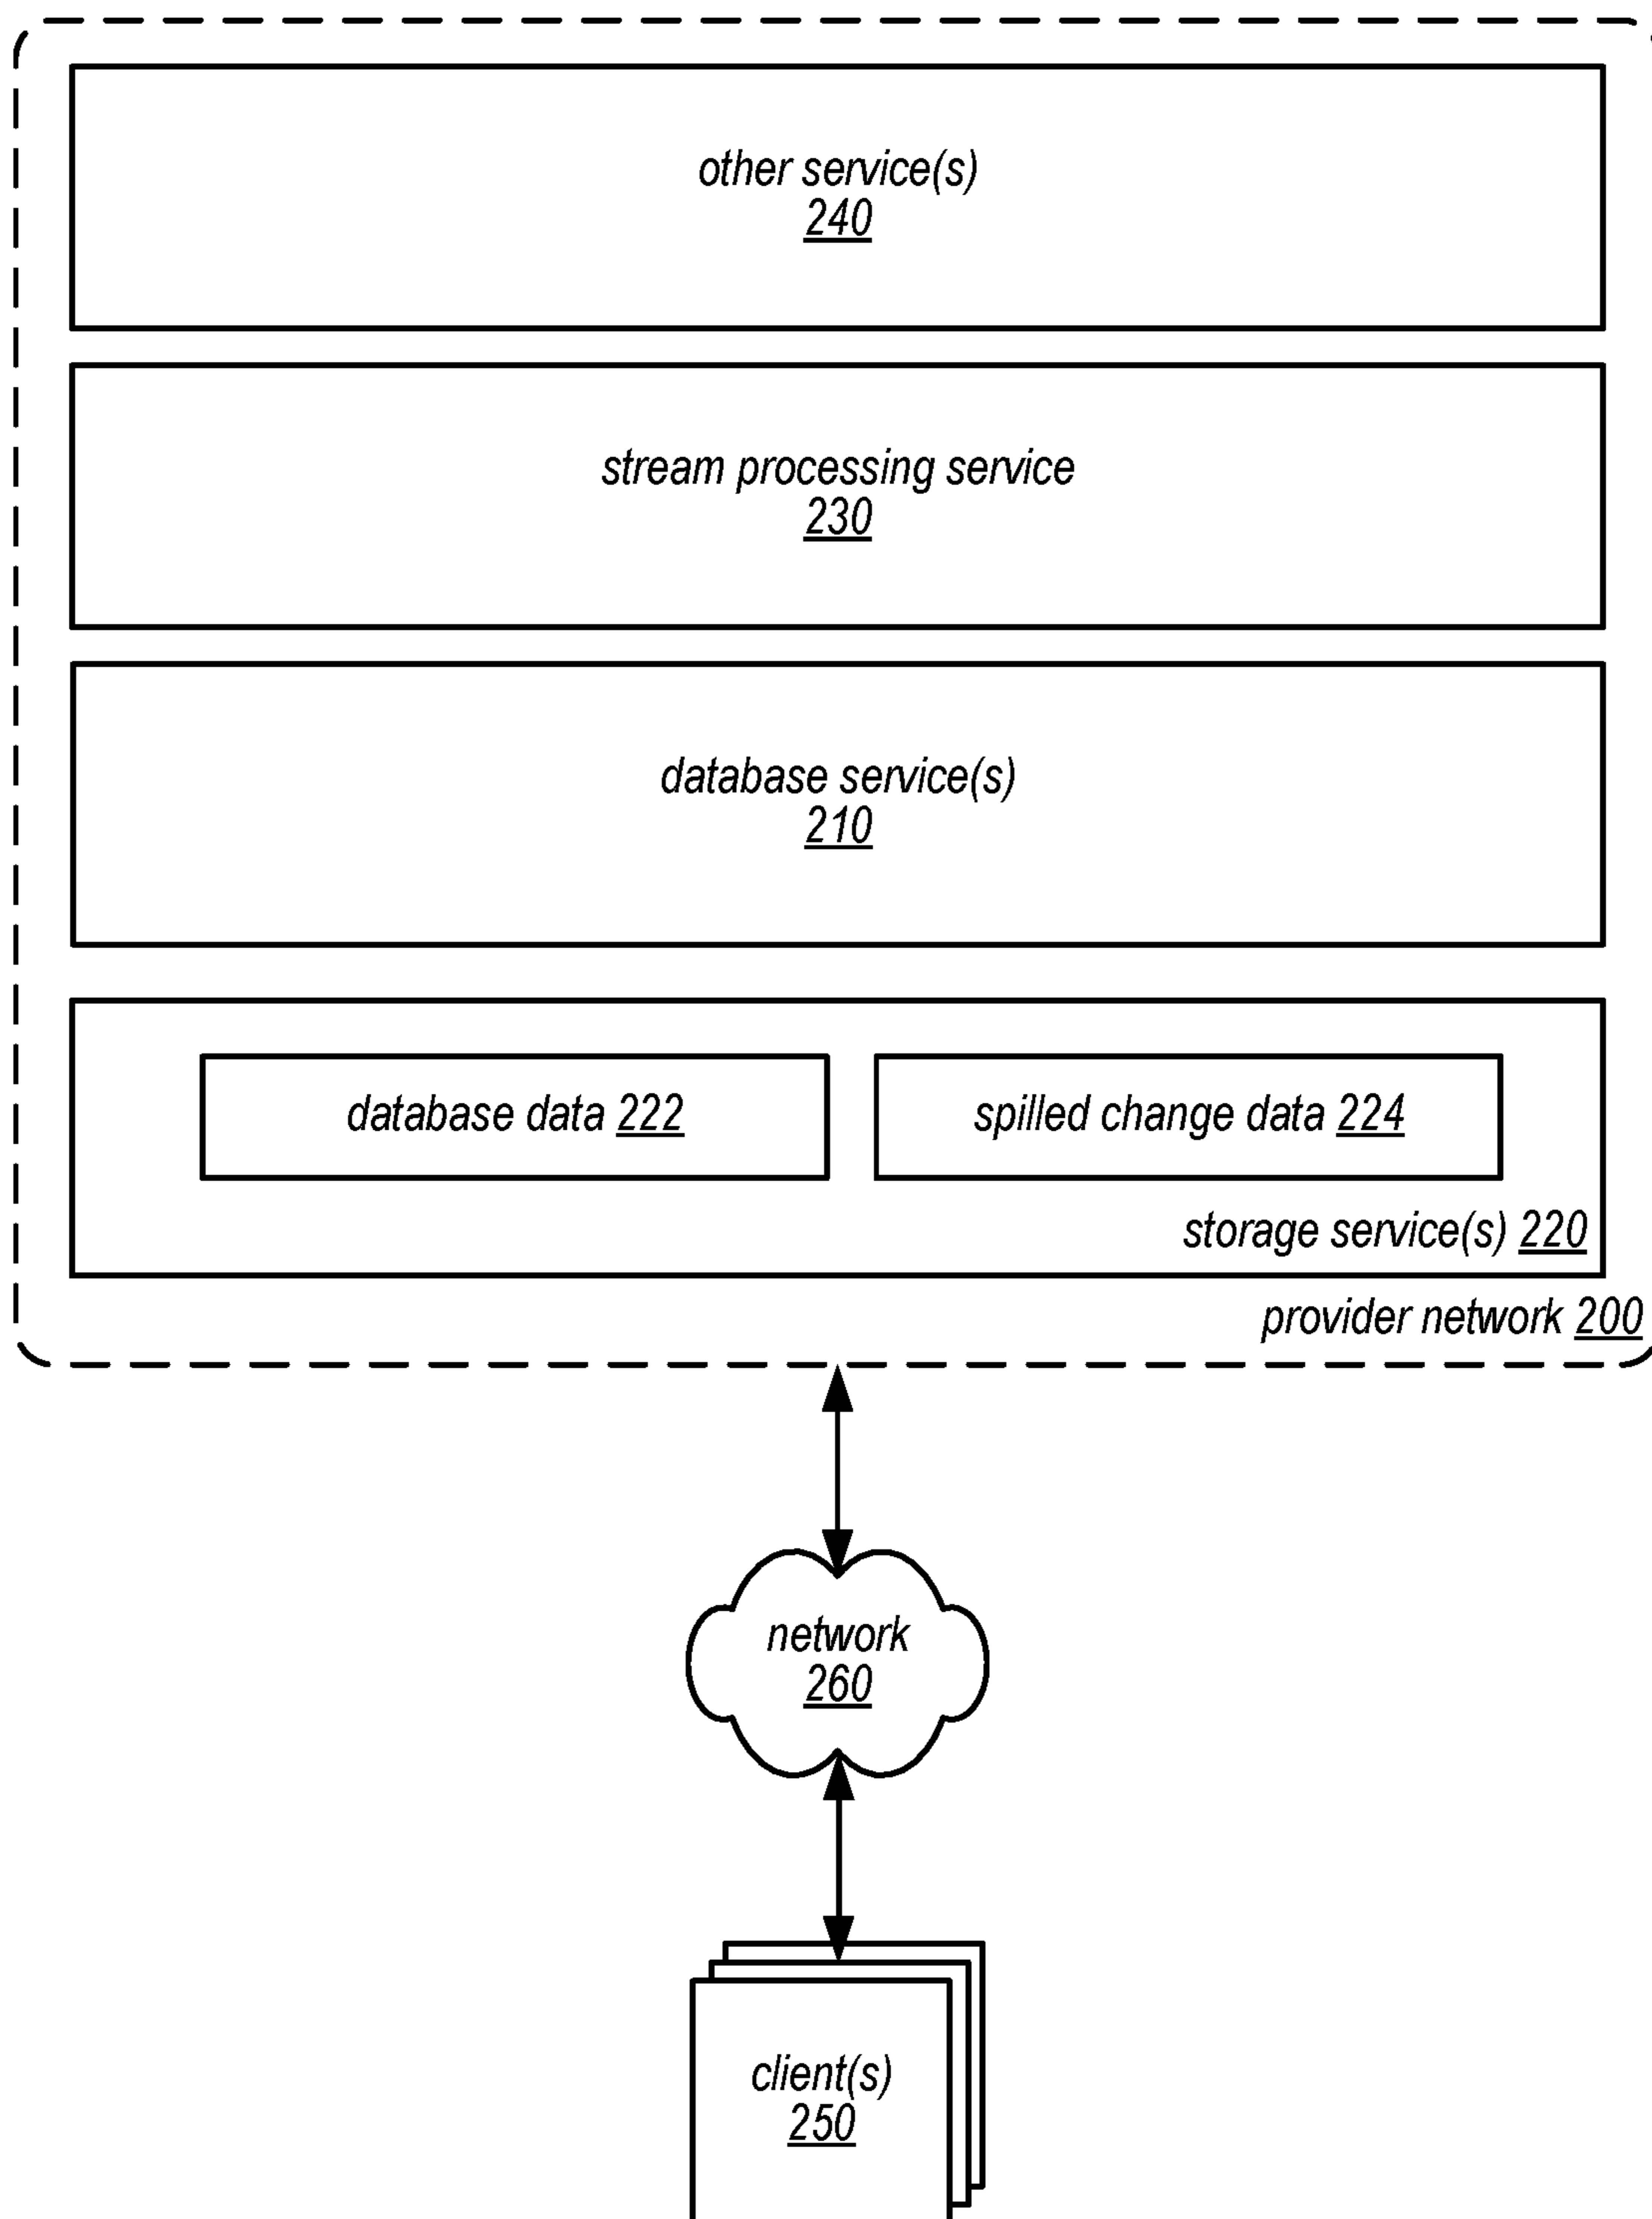 other service(s)
240
stream processing service
230
database service(s)
210
database data 222
spilled change data 224
storage service(s) 220
provider network 200
network
260
client(s)
250